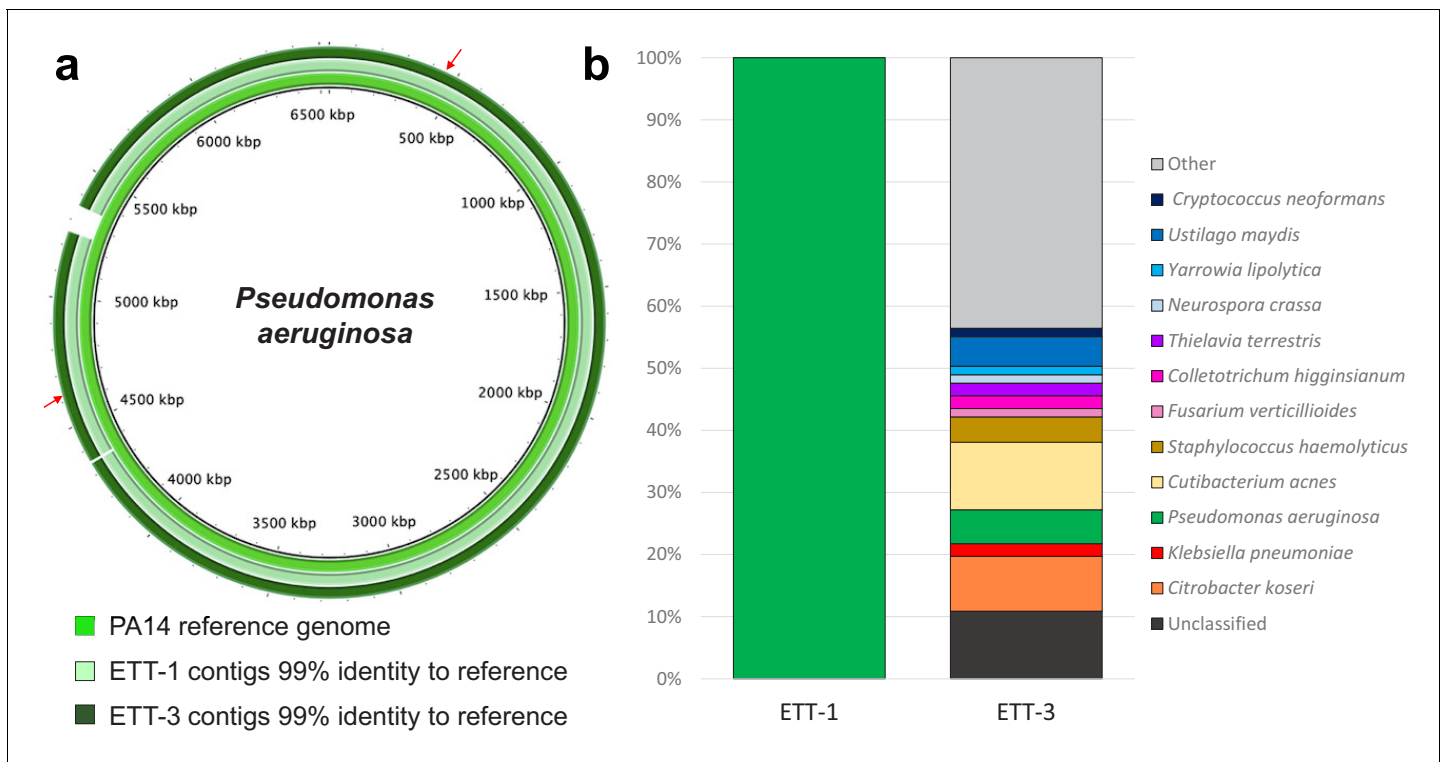 a
6500 kbp
500 kbp
1000 kbp
1500 kbp
2000 kbp
2500 kbp
3000 kbp
3500 kbp
4000 kbp
4500 kbp
5000 kbp
5500 kbp
6000 kbp
Pseudomonas
aeruginosa
PA14 reference genome
ETT-1 contigs 99% identity to reference
ETT-3 contigs 99% identity to reference
b
100%
90%
80%
70%
60%
50%
40%
30%
20%
10%
0%
ETT-1
ETT-3
Other
Cryptococcus neoformans
Ustilago maydis
Yarrowia lipolytica
Neurospora crassa
Thielavia terrestris
Colletotrichum higginsianum
Fusarium verticillioides
Staphylococcus haemolyticus
Cutibacterium acnes
Pseudomonas aeruginosa
Klebsiella pneumoniae
Citrobacter koseri
Unclassified